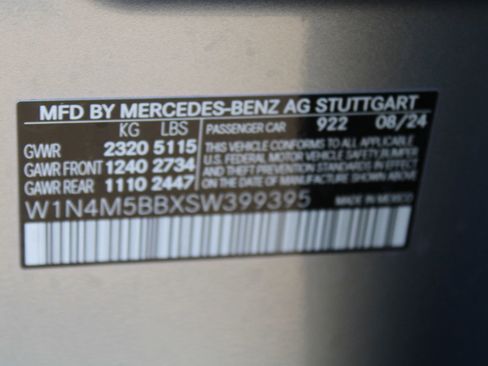 MFD BY MERCEDES-BENZ AG STUTTGART
KG LBS PASSENGER CAR 922 08/24
GVWR 2320 5115 THIS VEHICLE CONFORMS TO ALL APPLICABLE
GAWR FRONT 1240 2734 U.S. FEDERAL MOTOR VEHICLE SAFETY, BUMPER,
GAWR REAR 1110 2447 AND THEFT PREVENTION STANDARDS IN EFFECT
ON THE DATE OF MANUFACTURE SHOWN ABOVE.
W1N4M5BBXSW399395 MADE IN MEXICO